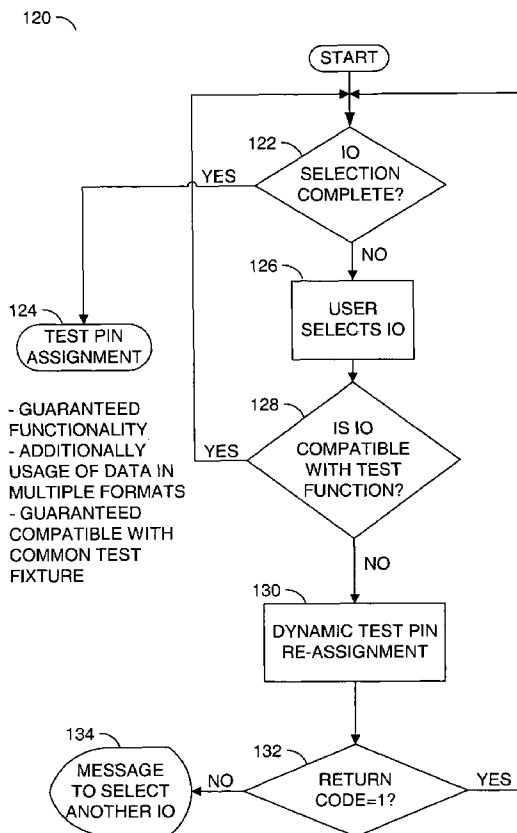 120
START
122
IO
SELECTION
COMPLETE?
YES
NO
126
USER
SELECTS IO
124
TEST PIN
ASSIGNMENT
- GUARANTEED
FUNCTIONALITY
- ADDITIONALLY
USAGE OF DATA IN
MULTIPLE FORMATS
- GUARANTEED
COMPATIBLE WITH
COMMON TEST
FIXTURE
128
YES
IS IO
COMPATIBLE
WITH TEST
FUNCTION?
NO
130
DYNAMIC TEST PIN
RE-ASSIGNMENT
134
MESSAGE
TO SELECT
ANOTHER IO
NO
132
RETURN
CODE=1?
YES